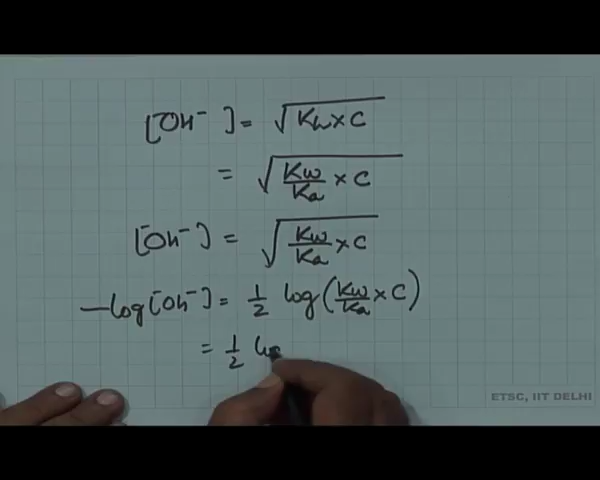 [OH⁻] = √(Kh × C)
= √(Kw/Ka × C)
[OH⁻] = √(Kw/Ka × C)
−log[OH⁻] = 1/2 log(Kw/Ka × C)
= 1/2 log
ETSC, IIT DELHI